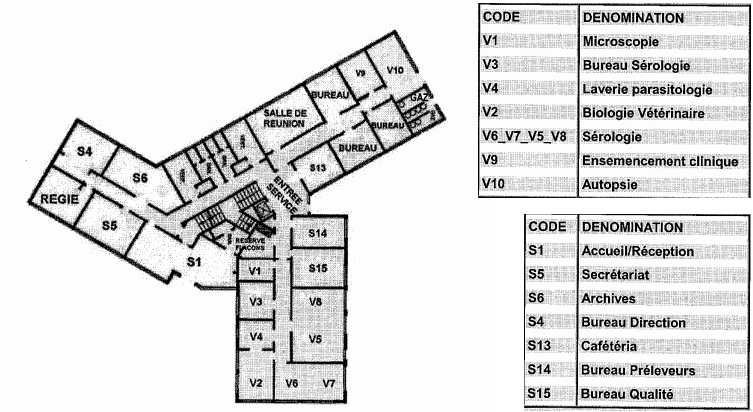 V9
V10
BUREAU
GAZ
SALLE DE
REUNION
BUREAU
BUREAU
S13
S4
S6
ENTREE
SERVICE
REGIE
S5
S1
RESERVE
FLACONS
S14
V1
S15
V3
V8
V4
V5
V2
V6
V7
CODE DENOMINATION
V1 Microscopie
V3 Bureau Sérologie
V4 Laverie parasitologie
V2 Biologie Vétérinaire
V6_V7_V5_V8 Sérologie
V9 Ensemencement clinique
V10 Autopsie
CODE DENOMINATION
S1 Accueil/Réception
S5 Secrétariat
S6 Archives
S4 Bureau Direction
S13 Cafétéria
S14 Bureau Préleveurs
S15 Bureau Qualité